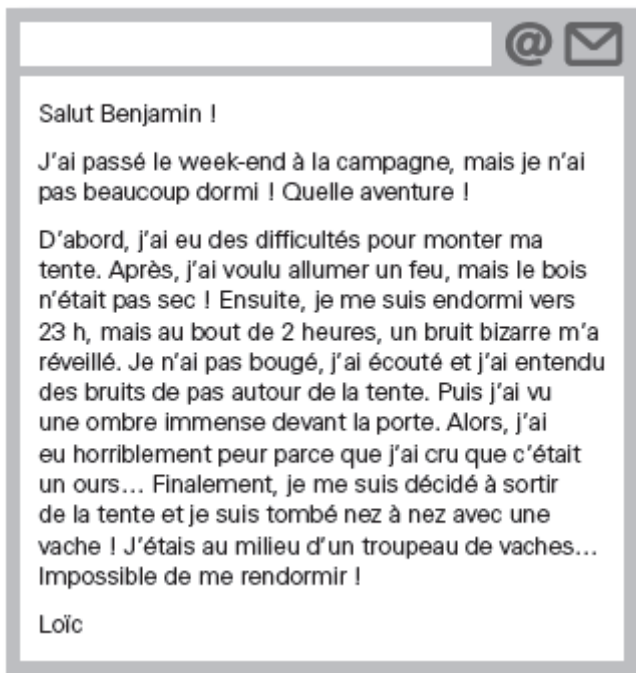 @
Salut Benjamin !
J'ai passé le week-end à la campagne, mais je n'ai
pas beaucoup dormi ! Quelle aventure !
D'abord, j'ai eu des difficultés pour monter ma
tente. Après, j'ai voulu allumer un feu, mais le bois
n'était pas sec ! Ensuite, je me suis endormi vers
23 h, mais au bout de 2 heures, un bruit bizarre m'a
réveillé. Je n'ai pas bougé, j'ai écouté et j'ai entendu
des bruits de pas autour de la tente. Puis j'ai vu
une ombre immense devant la porte. Alors, j'ai
eu horriblement peur parce que j'ai cru que c'était
un ours... Finalement, je me suis décidé à sortir
de la tente et je suis tombé nez à nez avec une
vache ! J'étais au milieu d'un troupeau de vaches...
Impossible de me rendormir !
Loïc